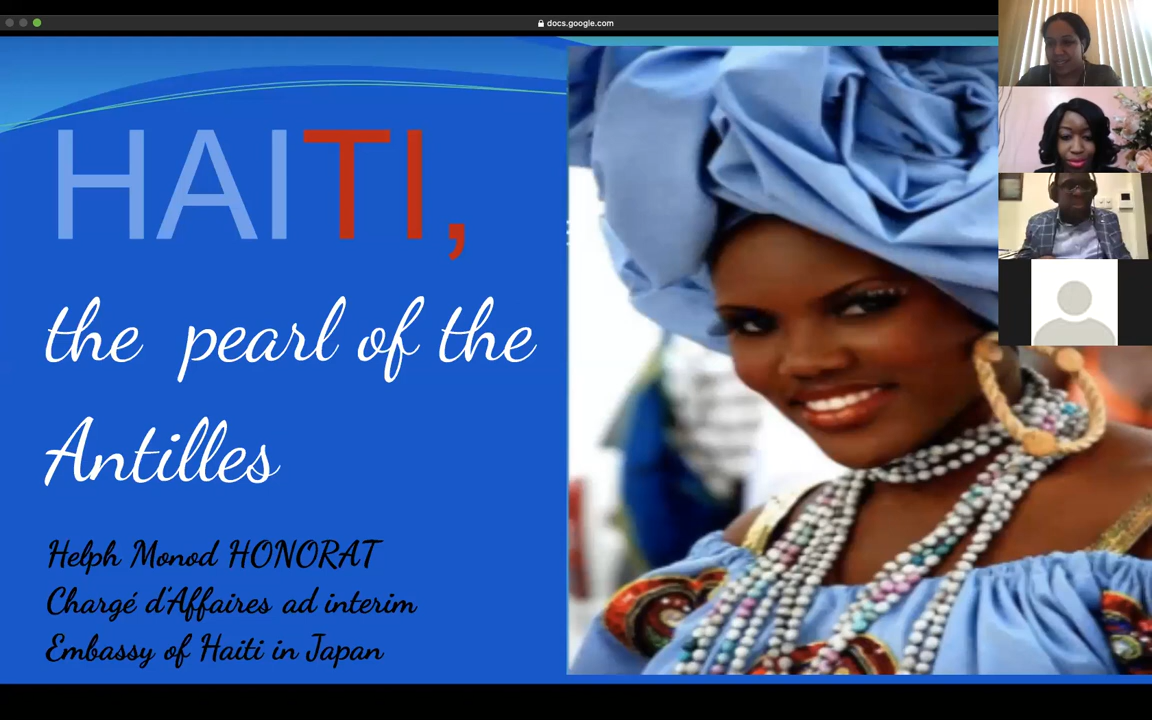 docs.google.com
HAITI,
the pearl of the
Antilles
Helph Monod HONORAT
Chargé d'Affaires ad interim
Embassy of Haiti in Japan